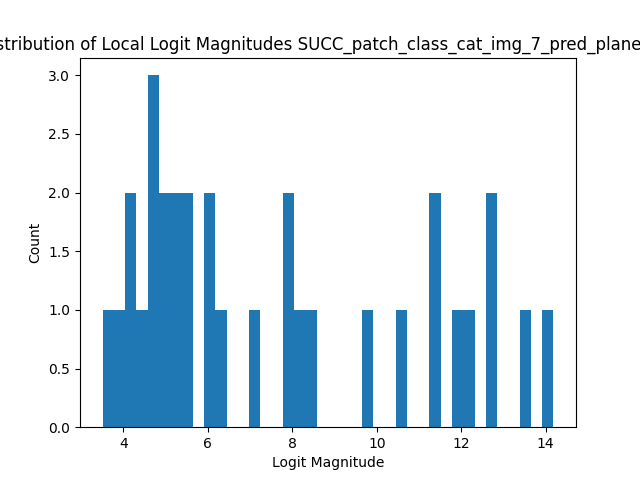 stribution of Local Logit Magnitudes SUCC_patch_class_cat_img_7_pred_plane
3.0
2.5
2.0
1.5
1.0
0.5
0.0
Count
4 6 8 10 12 14
Logit Magnitude